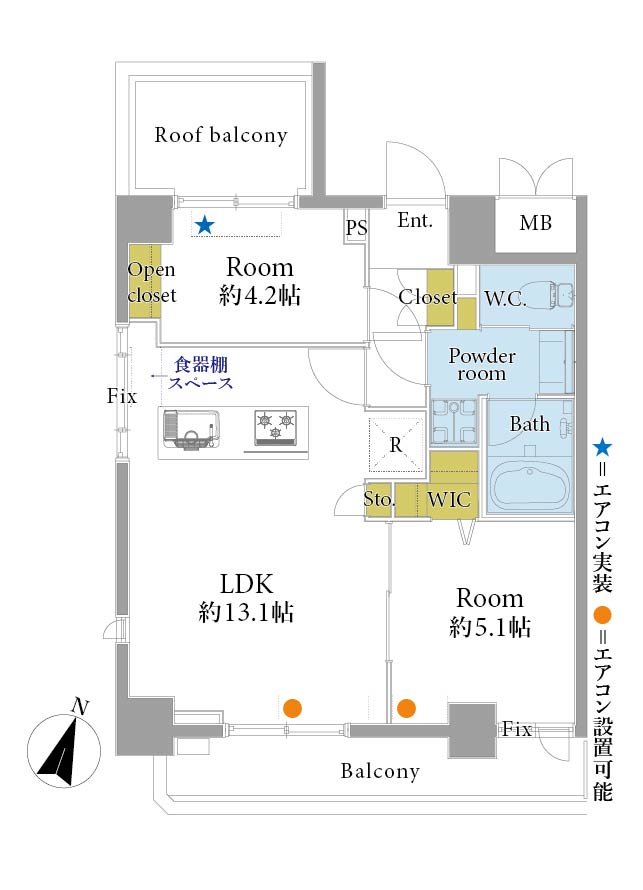 Roof balcony
PS
Ent.
MB
★
Room
約4.2帖
Open
closet
Closet
W.C.
食器棚
スペース
Powder
room
Fix
Bath
R
Sto.
WIC
LDK
約13.1帖
Room
約5.1帖
★=エアコン実装
●=エアコン設置可能
N
Fix
Balcony